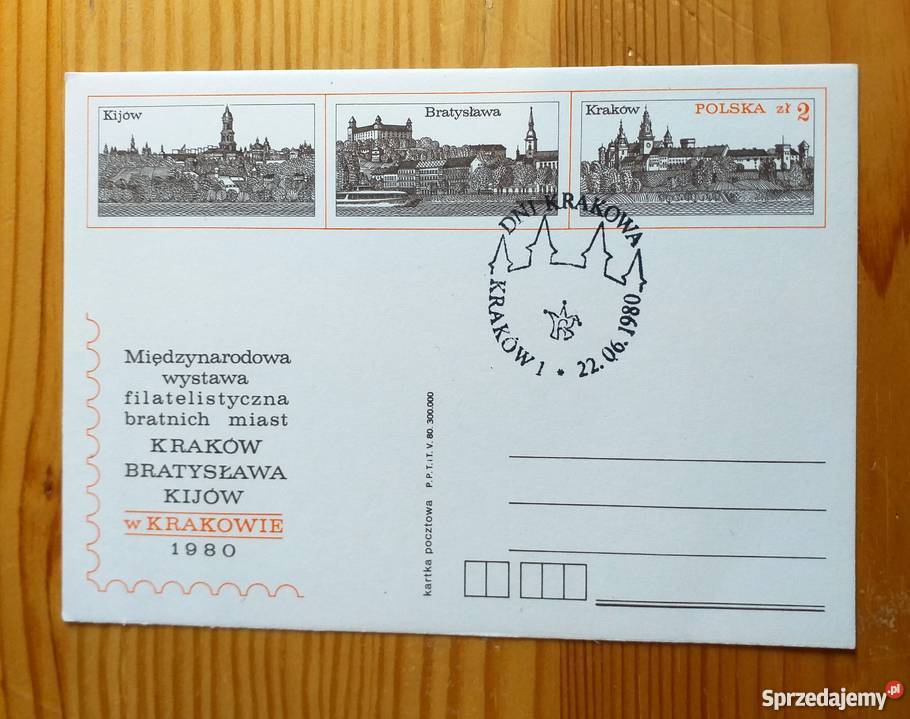 Kijów
Bratysława
Kraków
POLSKA zł 2
DNI KRAKOWA
KRAKÓW 1 * 22.06.1980
Międzynarodowa
wystawa
filatelistyczna
bratnich miast
KRAKÓW
BRATYSŁAWA
KIJÓW
w KRAKOWIE
1980
kartka pocztowa P.P.T.i T. V. 80. 300.000
Sprzedajemy.pl